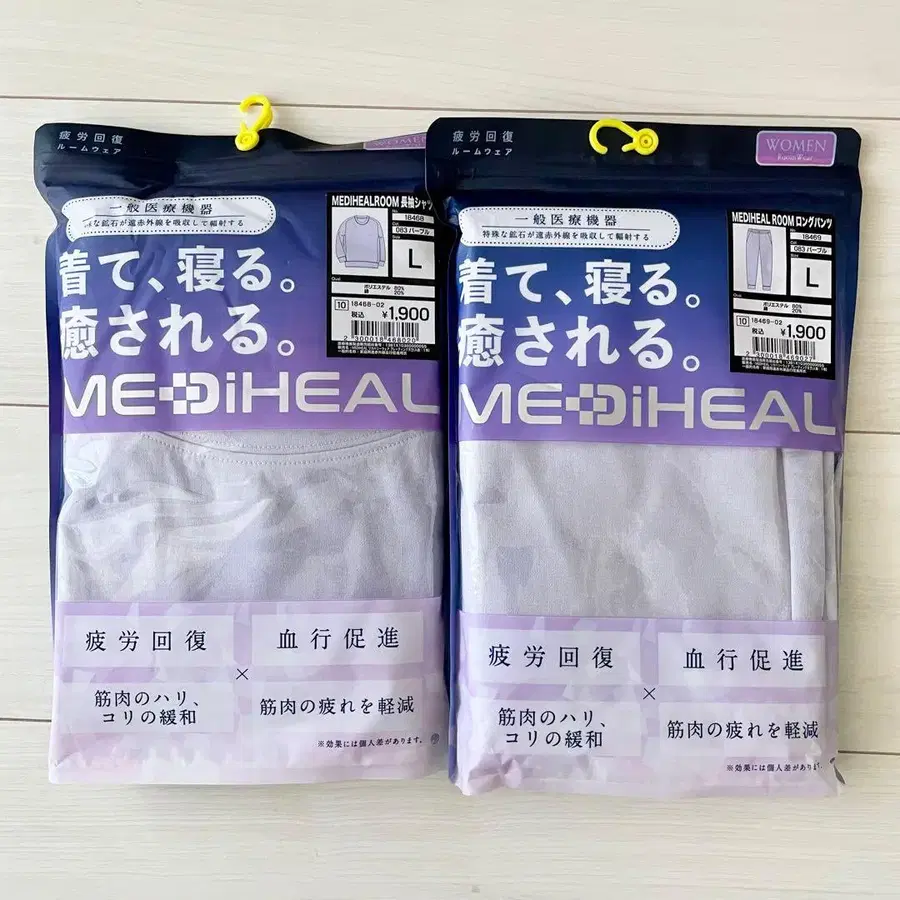 疲労回復
ルームウェア
WOMEN
一般医療機器
な鉱石が遠赤外線を吸収して輻射する
着て、寝る。
癒される。
MEDiHEAL
MEDIHEALROOM 長袖シャツ
18468
083 パープル
L
ポリエステル 80%
綿 20%
10 18468-02
税込 ¥1,900
疲労回復
血行促進
×
筋肉のハリ、
コリの緩和
筋肉の疲れを軽減
※効果には個人差があります。
疲労回復
ルームウェア
WOMEN
一般医療機器
特殊な鉱石が遠赤外線を吸収して輻射する
着て、寝る。
癒される。
MEDiHEAL
MEDIHEAL ROOM ロングパンツ
18469
083 パープル
L
ポリエステル 80%
綿 20%
10 18469-02
税込 ¥1,900
疲労回復
血行促進
×
筋肉のハリ、
コリの緩和
筋肉の疲れを軽減
※効果には個人差があり